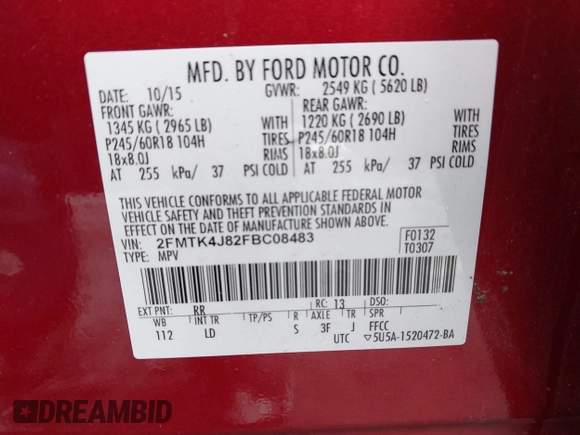 MFD. BY FORD MOTOR CO.
DATE: 10/15 GVWR: 2549 KG ( 5620 LB)
FRONT GAWR: REAR GAWR:
1345 KG ( 2965 LB) WITH 1220 KG ( 2690 LB) WITH
P245/60R18 104H TIRES P245/60R18 104H TIRES
18x8.0J RIMS 18x8.0J RIMS
AT 255 kPa/ 37 PSI COLD AT 255 kPa/ 37 PSI COLD
THIS VEHICLE CONFORMS TO ALL APPLICABLE FEDERAL MOTOR
VEHICLE SAFETY AND THEFT PREVENTION STANDARDS IN
EFFECT ON THE DATE OF MANUFACTURE SHOWN ABOVE.
VIN: 2FMTK4J82FBC08483 F0132
TYPE: MPV T0307
EXT PNT: RR RC: 13 DSO:
WB INT TR TP/PS R AXLE TR SPR
112 LD S 3F J FFCC
UTC ▽5U5A-1520472-BA
DREAMBID